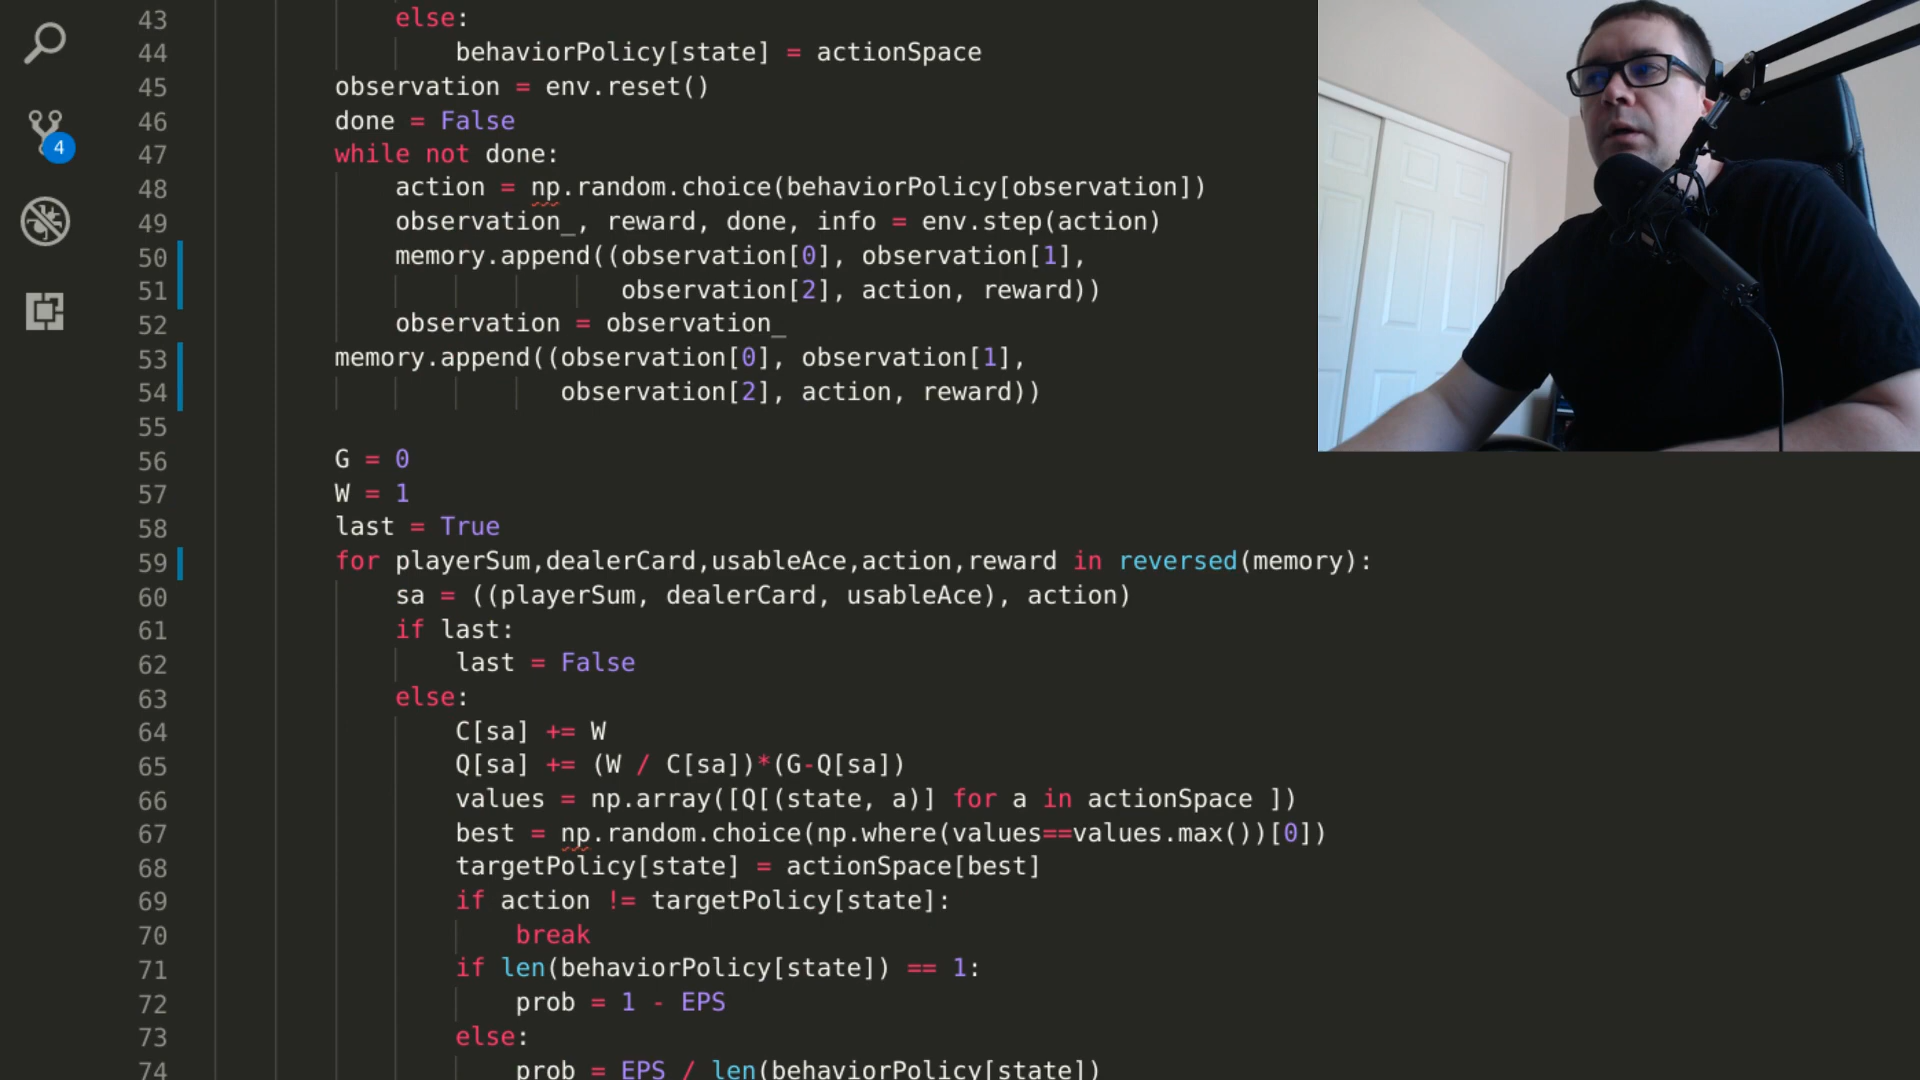 43 else:
44 behaviorPolicy[state] = actionSpace
45 observation = env.reset()
46 done = False
47 while not done:
48 action = np.random.choice(behaviorPolicy[observation])
49 observation_, reward, done, info = env.step(action)
50 memory.append((observation[0], observation[1],
51 observation[2], action, reward))
52 observation = observation_
53 memory.append((observation[0], observation[1],
54 observation[2], action, reward))
55
56 G = 0
57 W = 1
58 last = True
59 for playerSum,dealerCard,usableAce,action,reward in reversed(memory):
60 sa = ((playerSum, dealerCard, usableAce), action)
61 if last:
62 last = False
63 else:
64 C[sa] += W
65 Q[sa] += (W / C[sa])*(G-Q[sa])
66 values = np.array([Q[(state, a)] for a in actionSpace ])
67 best = np.random.choice(np.where(values==values.max())[0])
68 targetPolicy[state] = actionSpace[best]
69 if action != targetPolicy[state]:
70 break
71 if len(behaviorPolicy[state]) == 1:
72 prob = 1 - EPS
73 else:
74 prob = EPS / len(behaviorPolicy[state])
4